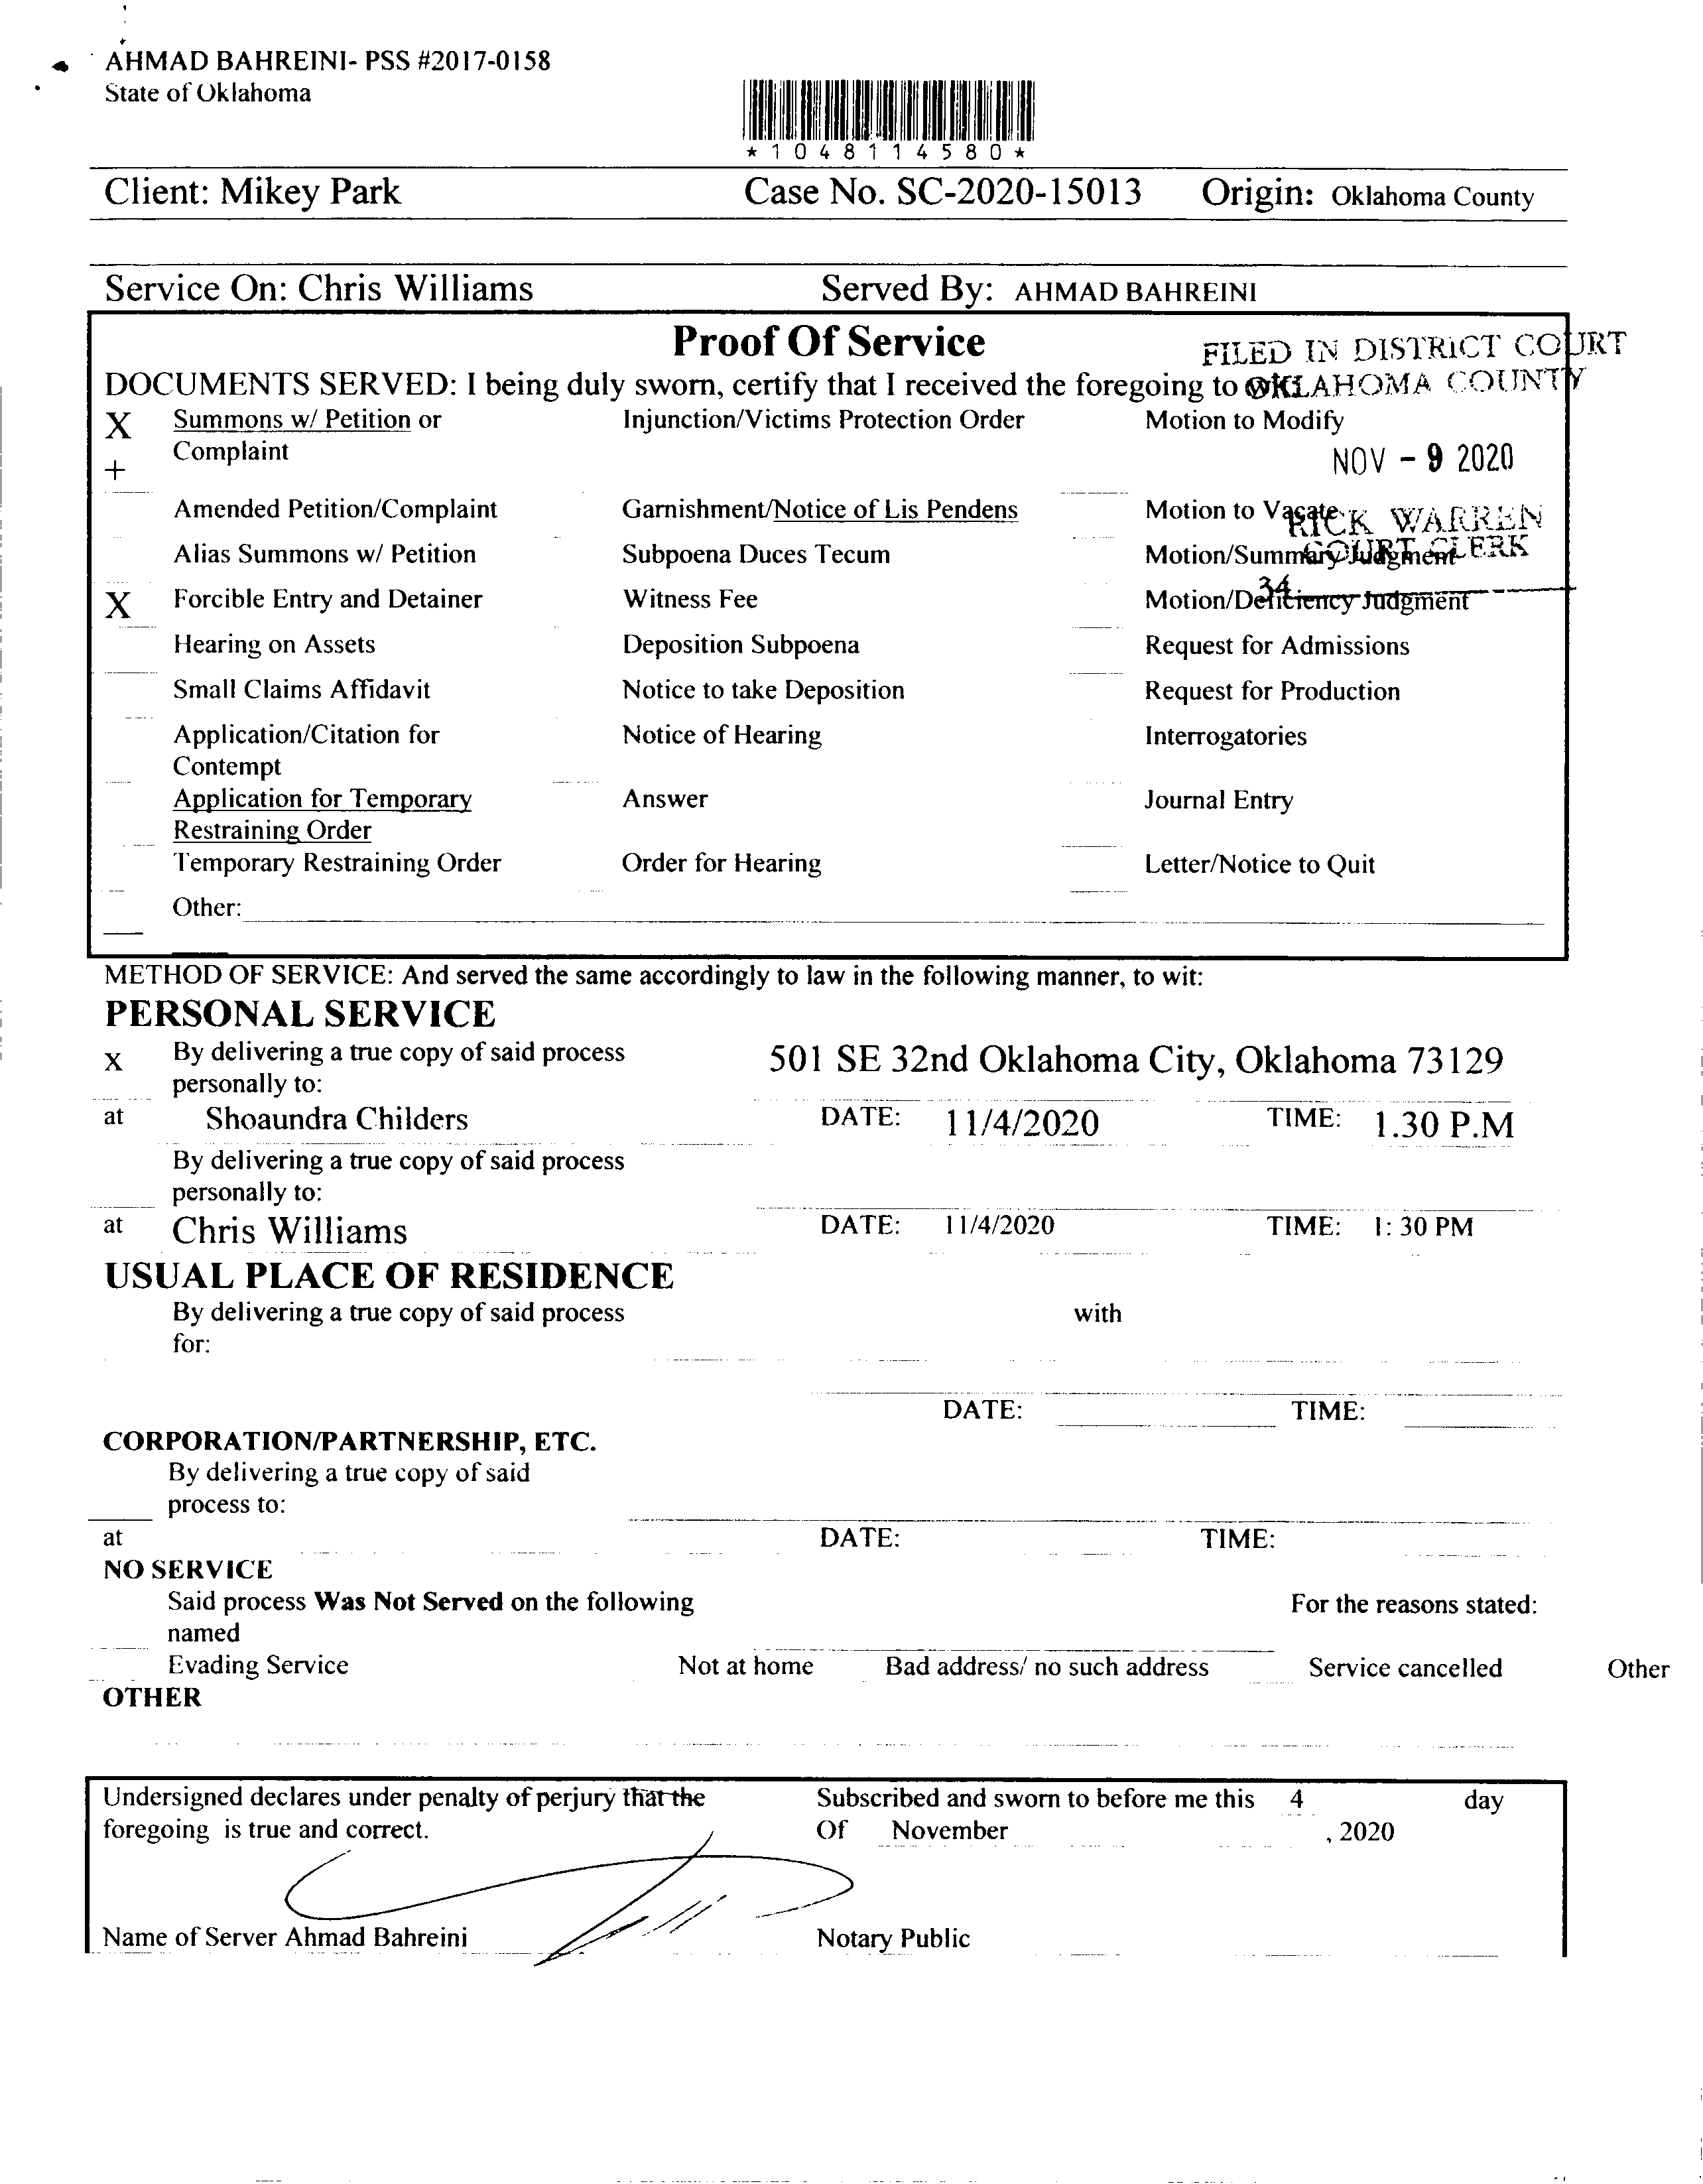 AHMAD BAHREINI- PSS #2017-0158
State of Oklahoma
* 1 0 4 8 1 1 4 5 8 0 *
Client: Mikey Park Case No. SC-2020-15013 Origin: Oklahoma County
Service On: Chris Williams Served By: AHMAD BAHREINI
Proof Of Service
FILED IN DISTRICT COURT
DOCUMENTS SERVED: I being duly sworn, certify that I received the foregoing to
OKLAHOMA COUNTY
X Summons w/ Petition or Injunction/Victims Protection Order Motion to Modify
Complaint
+
NOV - 9 2020
Amended Petition/Complaint Garnishment/Notice of Lis Pendens Motion to Vacate
RICK WARREN
COURT CLERK
Alias Summons w/ Petition Subpoena Duces Tecum Motion/Summary Judgment
34
X Forcible Entry and Detainer Witness Fee Motion/Deficiency Judgment
Hearing on Assets Deposition Subpoena Request for Admissions
Small Claims Affidavit Notice to take Deposition Request for Production
Application/Citation for Notice of Hearing Interrogatories
Contempt
Application for Temporary Answer Journal Entry
Restraining Order
Temporary Restraining Order Order for Hearing Letter/Notice to Quit
Other:
METHOD OF SERVICE: And served the same accordingly to law in the following manner, to wit:
PERSONAL SERVICE
X By delivering a true copy of said process 501 SE 32nd Oklahoma City, Oklahoma 73129
personally to:
at Shoaundra Childers DATE: 11/4/2020 TIME: 1.30 P.M
By delivering a true copy of said process
personally to:
at Chris Williams DATE: 11/4/2020 TIME: 1: 30 PM
USUAL PLACE OF RESIDENCE
By delivering a true copy of said process with
for:
DATE: TIME:
CORPORATION/PARTNERSHIP, ETC.
By delivering a true copy of said
process to:
at DATE: TIME:
NO SERVICE
Said process Was Not Served on the following For the reasons stated:
named
Evading Service Not at home Bad address/ no such address Service cancelled Other
OTHER
Undersigned declares under penalty of perjury that the Subscribed and sworn to before me this 4 day
foregoing is true and correct. Of November , 2020
Name of Server Ahmad Bahreini Notary Public